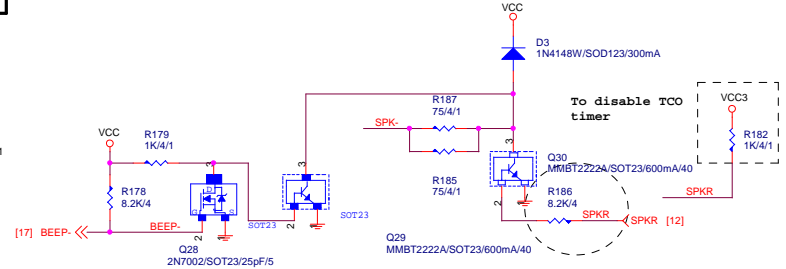 VCC
D3
1N4148W/SOD123/300mA
R187
75/4/1
SPK-
To disable TCO
timer
VCC3
R182
1K/4/1
VCC
R179
1K/4/1
3
3
3
Q30
MMBT2222A/SOT23/600mA/40
R178
8.2K/4
D
G
S
R185
75/4/1
R186
8.2K/4
SPKR
SOT23
SOT23
2
2
2
SPKR
SPKR [12]
[17] BEEP-
BEEP-
Q28
2N7002/SOT23/25pF/5
Q29
MMBT2222A/SOT23/600mA/40